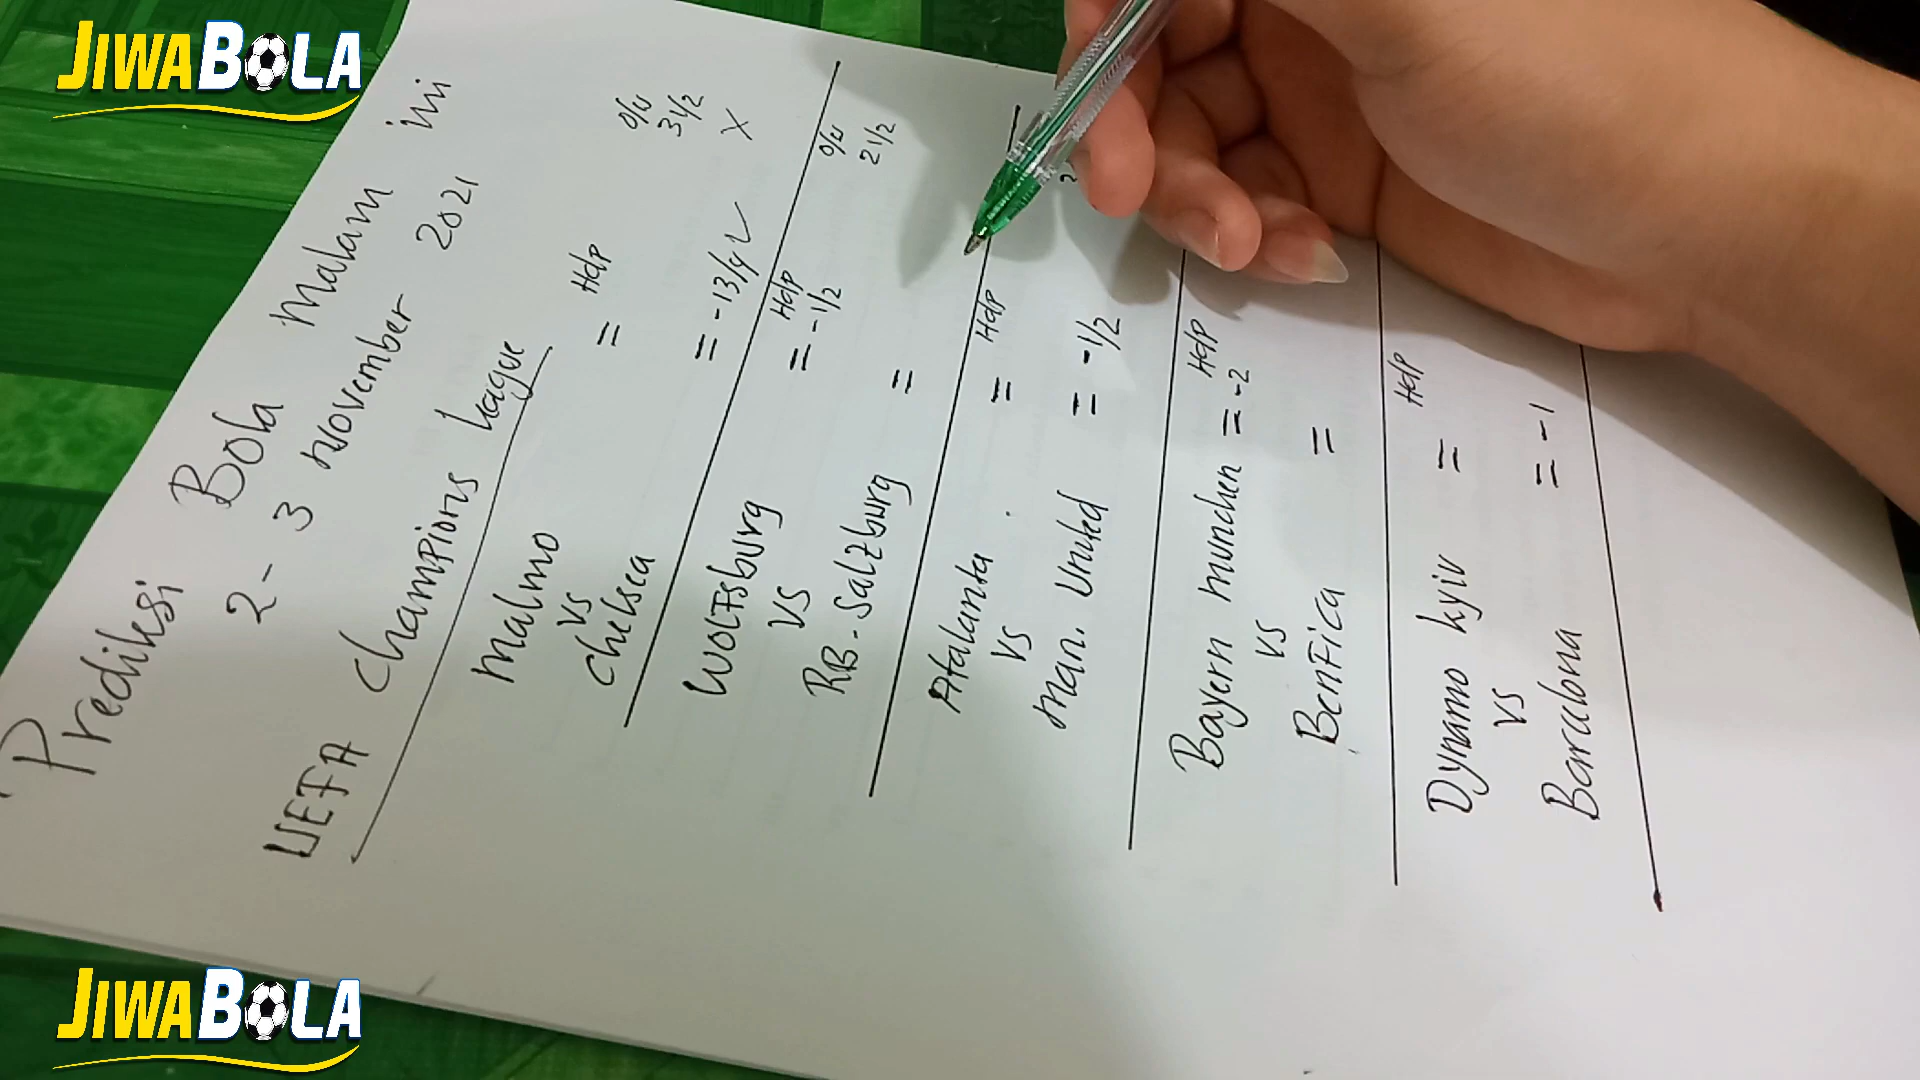 JIWABOLA
Prediksi Bola malam ini
2 - 3 november 2021
UEFA Champions league
Malmo = Hdp O/U
vs 3 1/2
Chelsea = -1 3/4 ✓ X
Wolfsburg Hdp O/U
= -1/2 2 1/2
vs
RB. Salzburg =
Atalanta = Hdp
vs
Man. United = -1/2
Bayern munchen = -2 Hdp
vs
Benfica =
Dynamo kyiv = Hdp
vs
Barcelona = -1
JIWABOLA